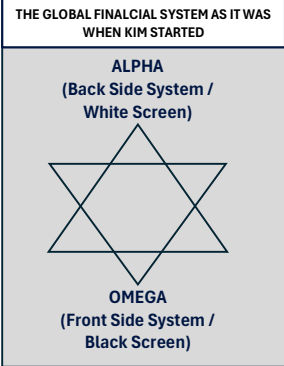 THE GLOBAL FINALCIAL SYSTEM AS IT WAS
WHEN KIM STARTED
ALPHA
(Back Side System /
White Screen)
OMEGA
(Front Side System /
Black Screen)